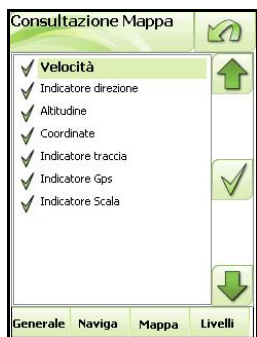 Consultazione Mappa
Velocità
Indicatore direzione
Altitudine
Coordinate
Indicatore traccia
Indicatore Gps
Indicatore Scala
Generale Naviga Mappa Livelli